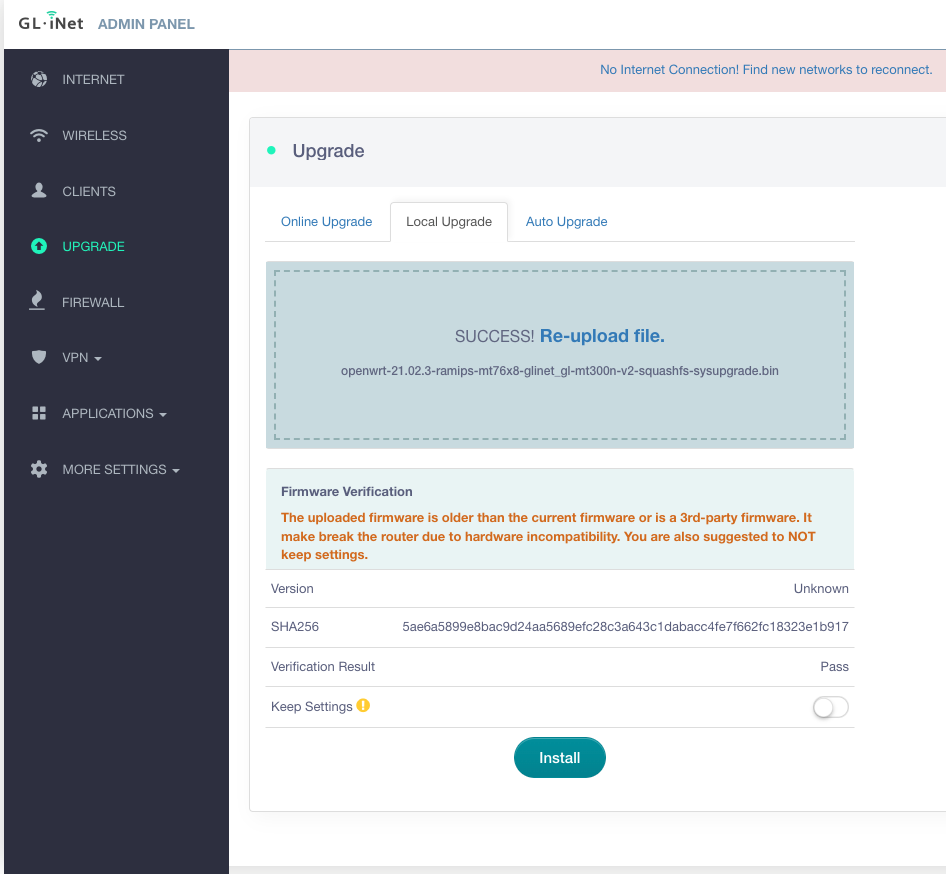 GL·iNet ADMIN PANEL
INTERNET
WIRELESS
CLIENTS
UPGRADE
FIREWALL
VPN
APPLICATIONS
MORE SETTINGS
No Internet Connection! Find new networks to reconnect.
Upgrade
Online Upgrade Local Upgrade Auto Upgrade
SUCCESS! Re-upload file.
openwrt-21.02.3-ramips-mt76x8-glinet_gl-mt300n-v2-squashfs-sysupgrade.bin
Firmware Verification
The uploaded firmware is older than the current firmware or is a 3rd-party firmware. It
make break the router due to hardware incompatibility. You are also suggested to NOT
keep settings.
Version Unknown
SHA256 5ae6a5899e8bac9d24aa5689efc28c3a643c1dabacc4fe7f662fc18323e1b917
Verification Result Pass
Keep Settings !
Install